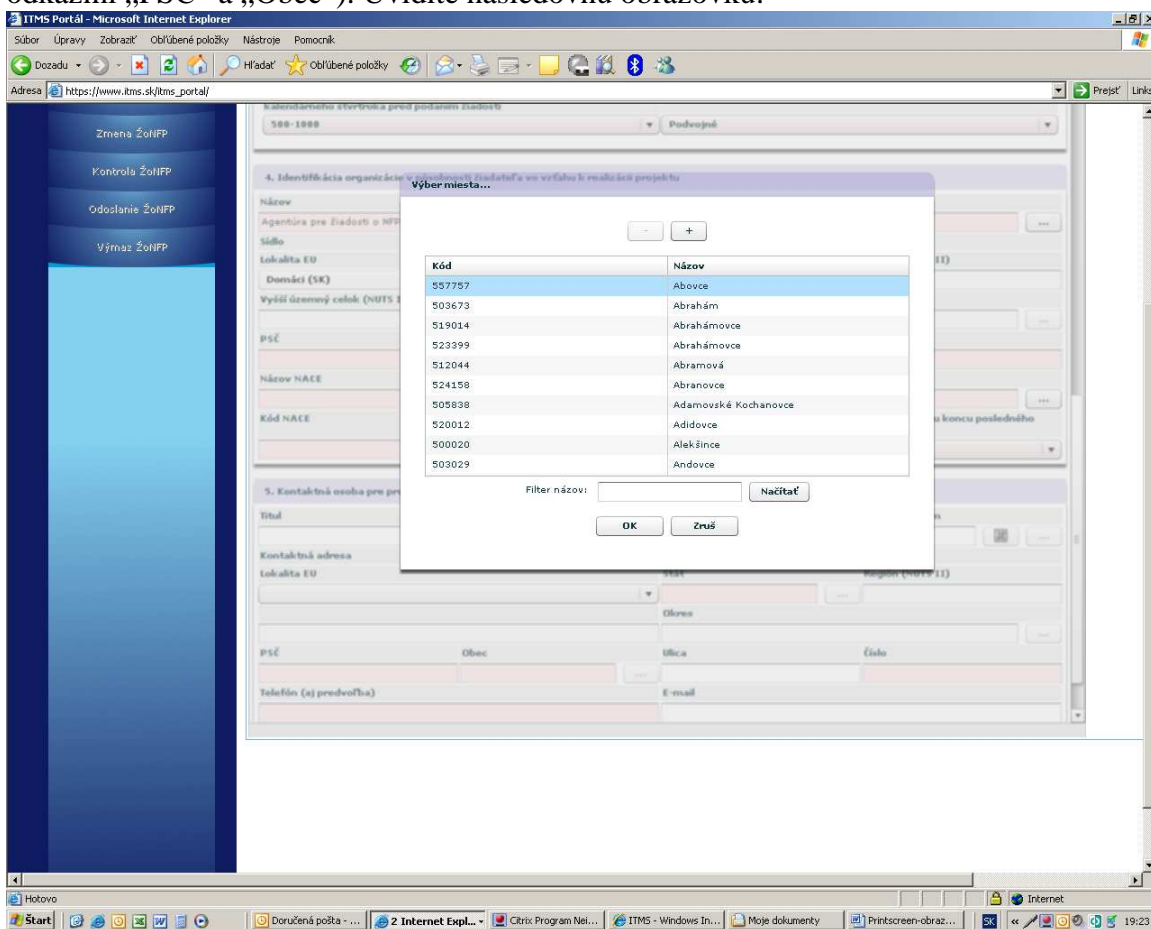 odkazmi „PSČ“ a „Obec“). Uvidíte nasledovnú obrazovku:
ITMS Portál - Microsoft Internet Explorer
Súbor Úpravy Zobraziť Obľúbené položky Nástroje Pomocník
Dozadu Hľadať Obľúbené položky
Adresa https://www.itms.sk/itms_portal/ Prejsť Links
kalendárneho štvrťroka pred podaním žiadosti
Zmena ŽoNFP
500-1000 Podvojné
Kontrola ŽoNFP
4. Identifikácia organizácie v pôsobnosti žiadateľa vo vzťahu k realizácii projektu
Výber miesta...
Odoslanie ŽoNFP
Názov
Agentúra pre žiadosti o NFP ...
- +
Výmaz ŽoNFP
Sídlo
Lokalita EU II)
Kód Názov
Domáci (SK)
557757 Abovce
Vyšší územný celok (NUTS
503673 Abrahám
519014 Abrahámovce
PSČ
523399 Abrahámovce
512044 Abramová
Názov NACE
524158 Abranovce
505838 Adamovské Kochanovce
Kód NACE koncu posledného
520012 Adidovce
500020 Alekšince
503029 Andovce
5. Kontaktná osoba pre
Filter názov: Načítať
Titul
OK Zruš
Kontaktná adresa
Lokalita EU Štát Región (NUTS II)
Okres
PSČ Obec Ulica Číslo
Telefón (aj predvoľba) E-mail
Hotovo Internet
Štart Doručená pošta - ... 2 Internet Expl... Citrix Program Nei... ITMS - Windows In... Moje dokumenty Printscreen-obraz... SK 19:23